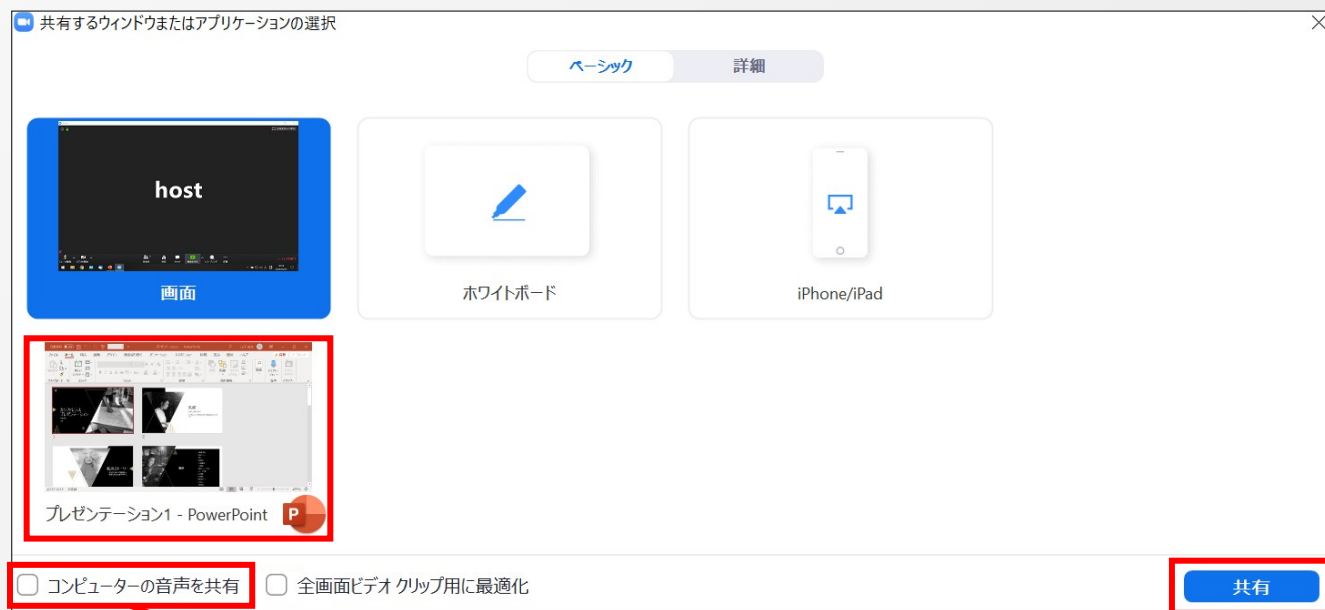 共有するウィンドウまたはアプリケーションの選択
ベーシック
詳細
host
画面
ホワイトボード
iPhone/iPad
プレゼンテーション1 - PowerPoint
P
コンピューターの音声を共有
全画面ビデオ クリップ用に最適化
共有